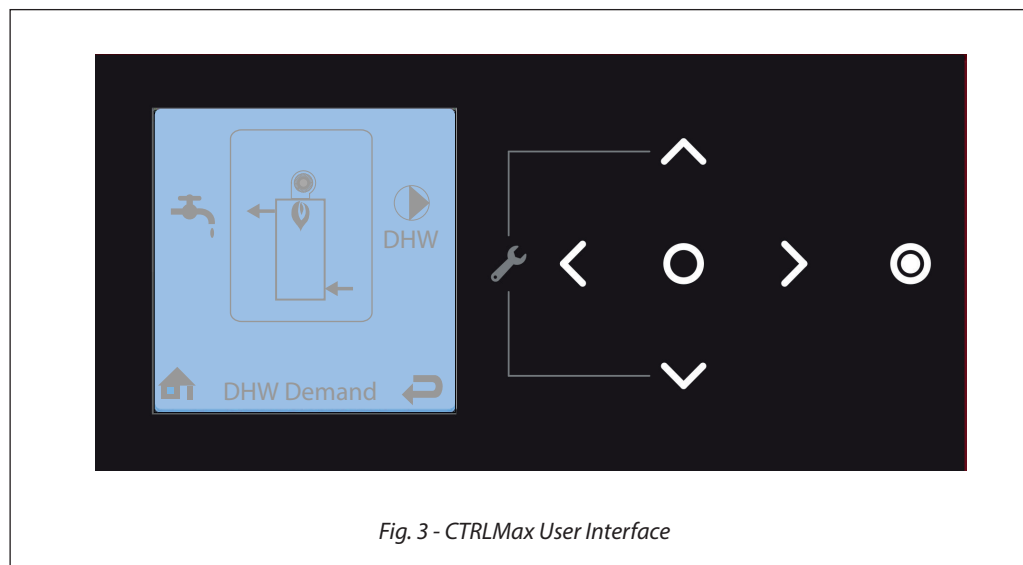 DHW
DHW Demand
Fig. 3 - CTRLMax User Interface